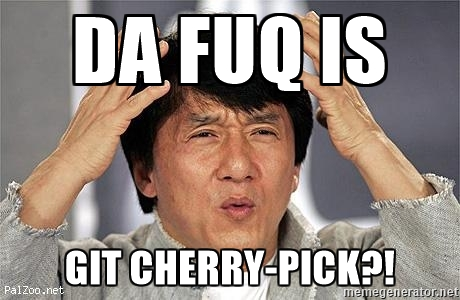 DA FUQ IS
GIT CHERRY-PICK?!
PalZoo.net
memegenerator.net